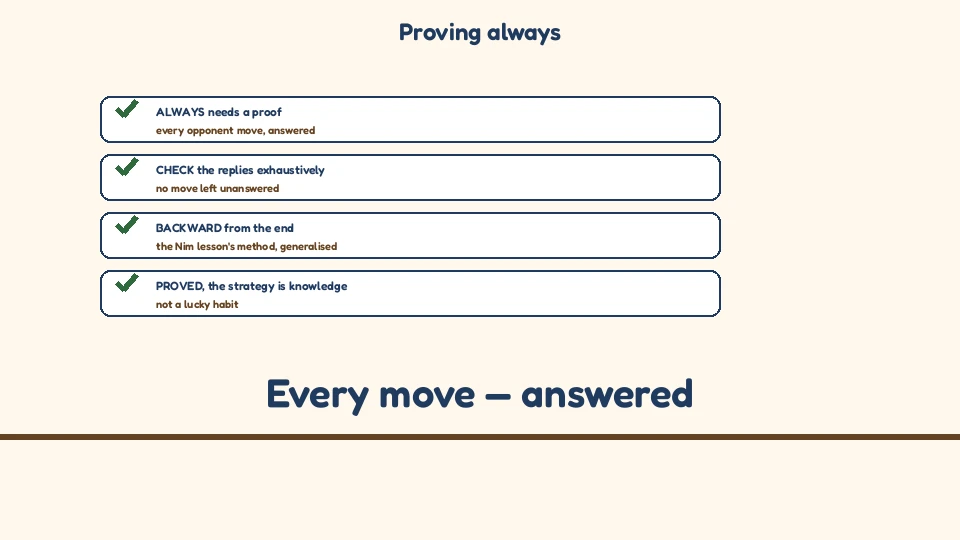 Proving always
ALWAYS needs a proof
every opponent move, answered
CHECK the replies exhaustively
no move left unanswered
BACKWARD from the end
the Nim lesson's method, generalised
PROVED, the strategy is knowledge
not a lucky habit
Every move — answered